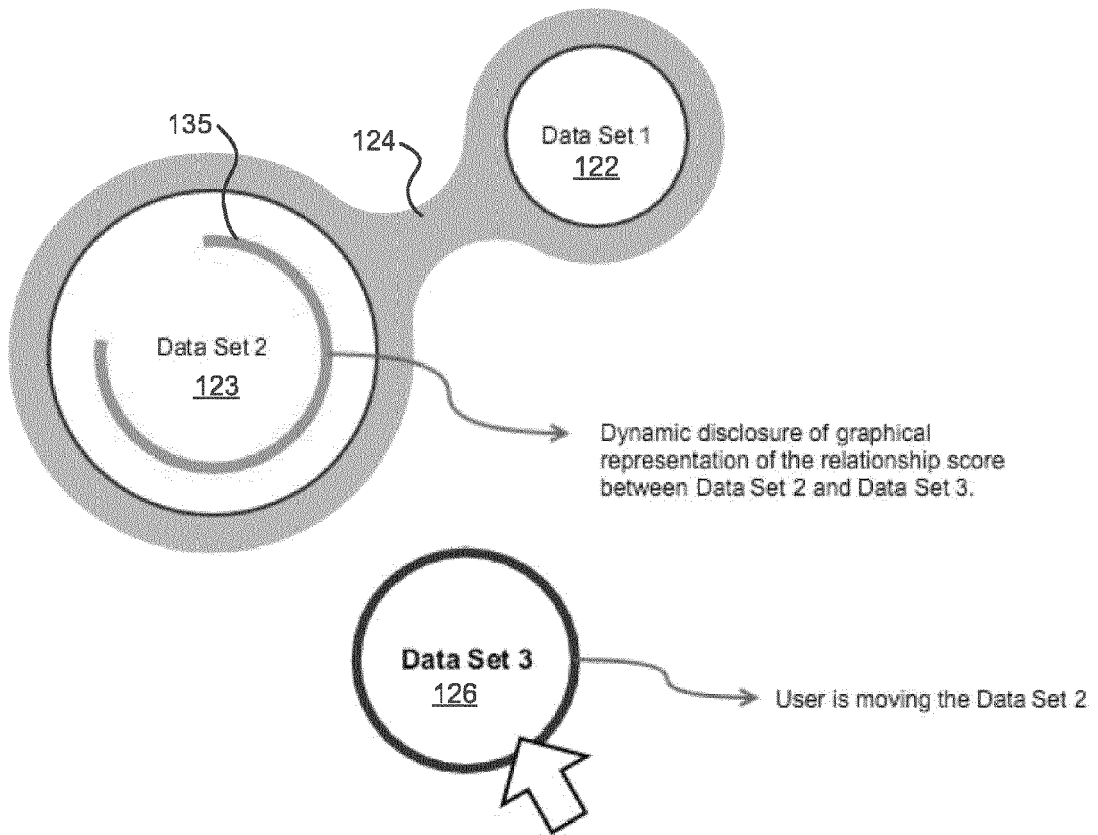 135
124
Data Set 1
122
Data Set 2
123
Dynamic disclosure of graphical
representation of the relationship score
between Data Set 2 and Data Set 3.
Data Set 3
126
User is moving the Data Set 2